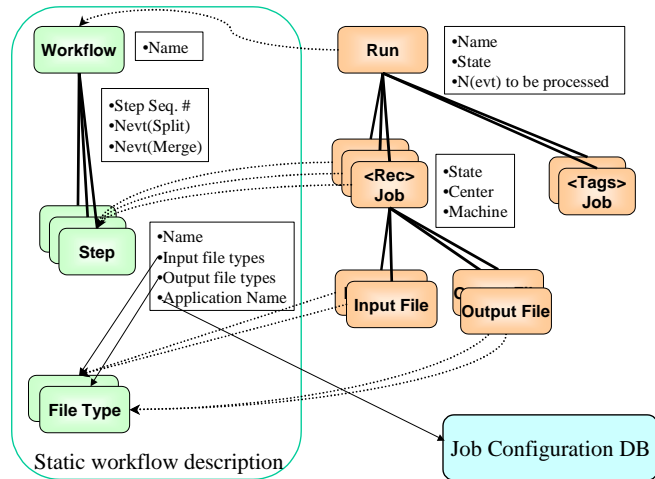 Workflow
•Name
Run
•Name
•State
•N(evt) to be processed
•Step Seq. #
•Nevt(Split)
•Nevt(Merge)
<Rec>
Job
•State
•Center
•Machine
<Tags>
Job
Step
•Name
•Input file types
•Output file types
•Application Name
Input File
Output File
File Type
Static workflow description
Job Configuration DB